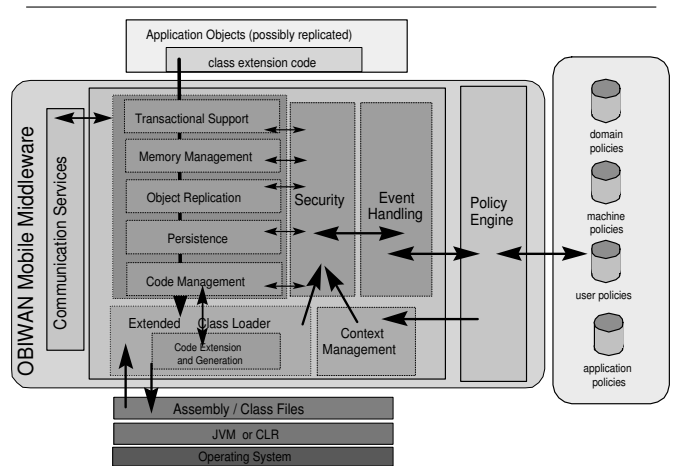 Application Objects (possibly replicated)
class extension code
OBIWAN Mobile Middleware
Communication Services
Transactional Support
Memory Management
Object Replication
Persistence
Code Management
Security
Event
Handling
Policy
Engine
Extended Class Loader
Code Extension
and Generation
Context
Management
Assembly / Class Files
JVM or CLR
Operating System
domain
policies
machine
policies
user policies
application
policies